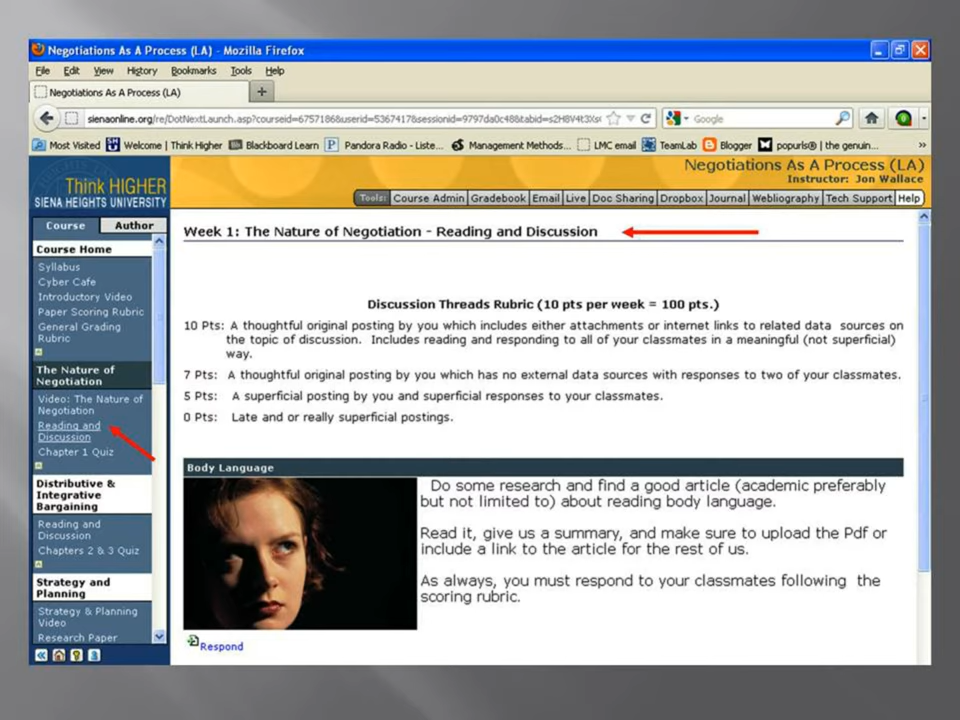 Negotiations As A Process (LA) - Mozilla Firefox
File Edit View History Bookmarks Tools Help
Negotiations As A Process (LA)
Google
Most Visited Welcome | Think Higher Blackboard Learn Pandora Radio - Liste... Management Methods... LMC email TeamLab Blogger popurls® | the genuin... »
Negotiations As A Process (LA)
Instructor: Jon Wallace
Think HIGHER
SIENA HEIGHTS UNIVERSITY
Tools: Course Admin Gradebook Email Live Doc Sharing Dropbox Journal Webliography Tech Support Help
Course Author
Course Home
Syllabus
Cyber Cafe
Introductory Video
Paper Scoring Rubric
General Grading
Rubric
The Nature of
Negotiation
Video: The Nature of
Negotiation
Reading and
Discussion
Chapter 1 Quiz
Distributive &
Integrative
Bargaining
Reading and
Discussion
Chapters 2 & 3 Quiz
Strategy and
Planning
Strategy & Planning
Video
Research Paper
Week 1: The Nature of Negotiation - Reading and Discussion
Discussion Threads Rubric (10 pts per week = 100 pts.)
10 Pts: A thoughtful original posting by you which includes either attachments or internet links to related data sources on
the topic of discussion. Includes reading and responding to all of your classmates in a meaningful (not superficial)
way.
7 Pts: A thoughtful original posting by you which has no external data sources with responses to two of your classmates.
5 Pts: A superficial posting by you and superficial responses to your classmates.
0 Pts: Late and or really superficial postings.
Body Language
Do some research and find a good article (academic preferably
but not limited to) about reading body language.
Read it, give us a summary, and make sure to upload the Pdf or
include a link to the article for the rest of us.
As always, you must respond to your classmates following the
scoring rubric.
Respond